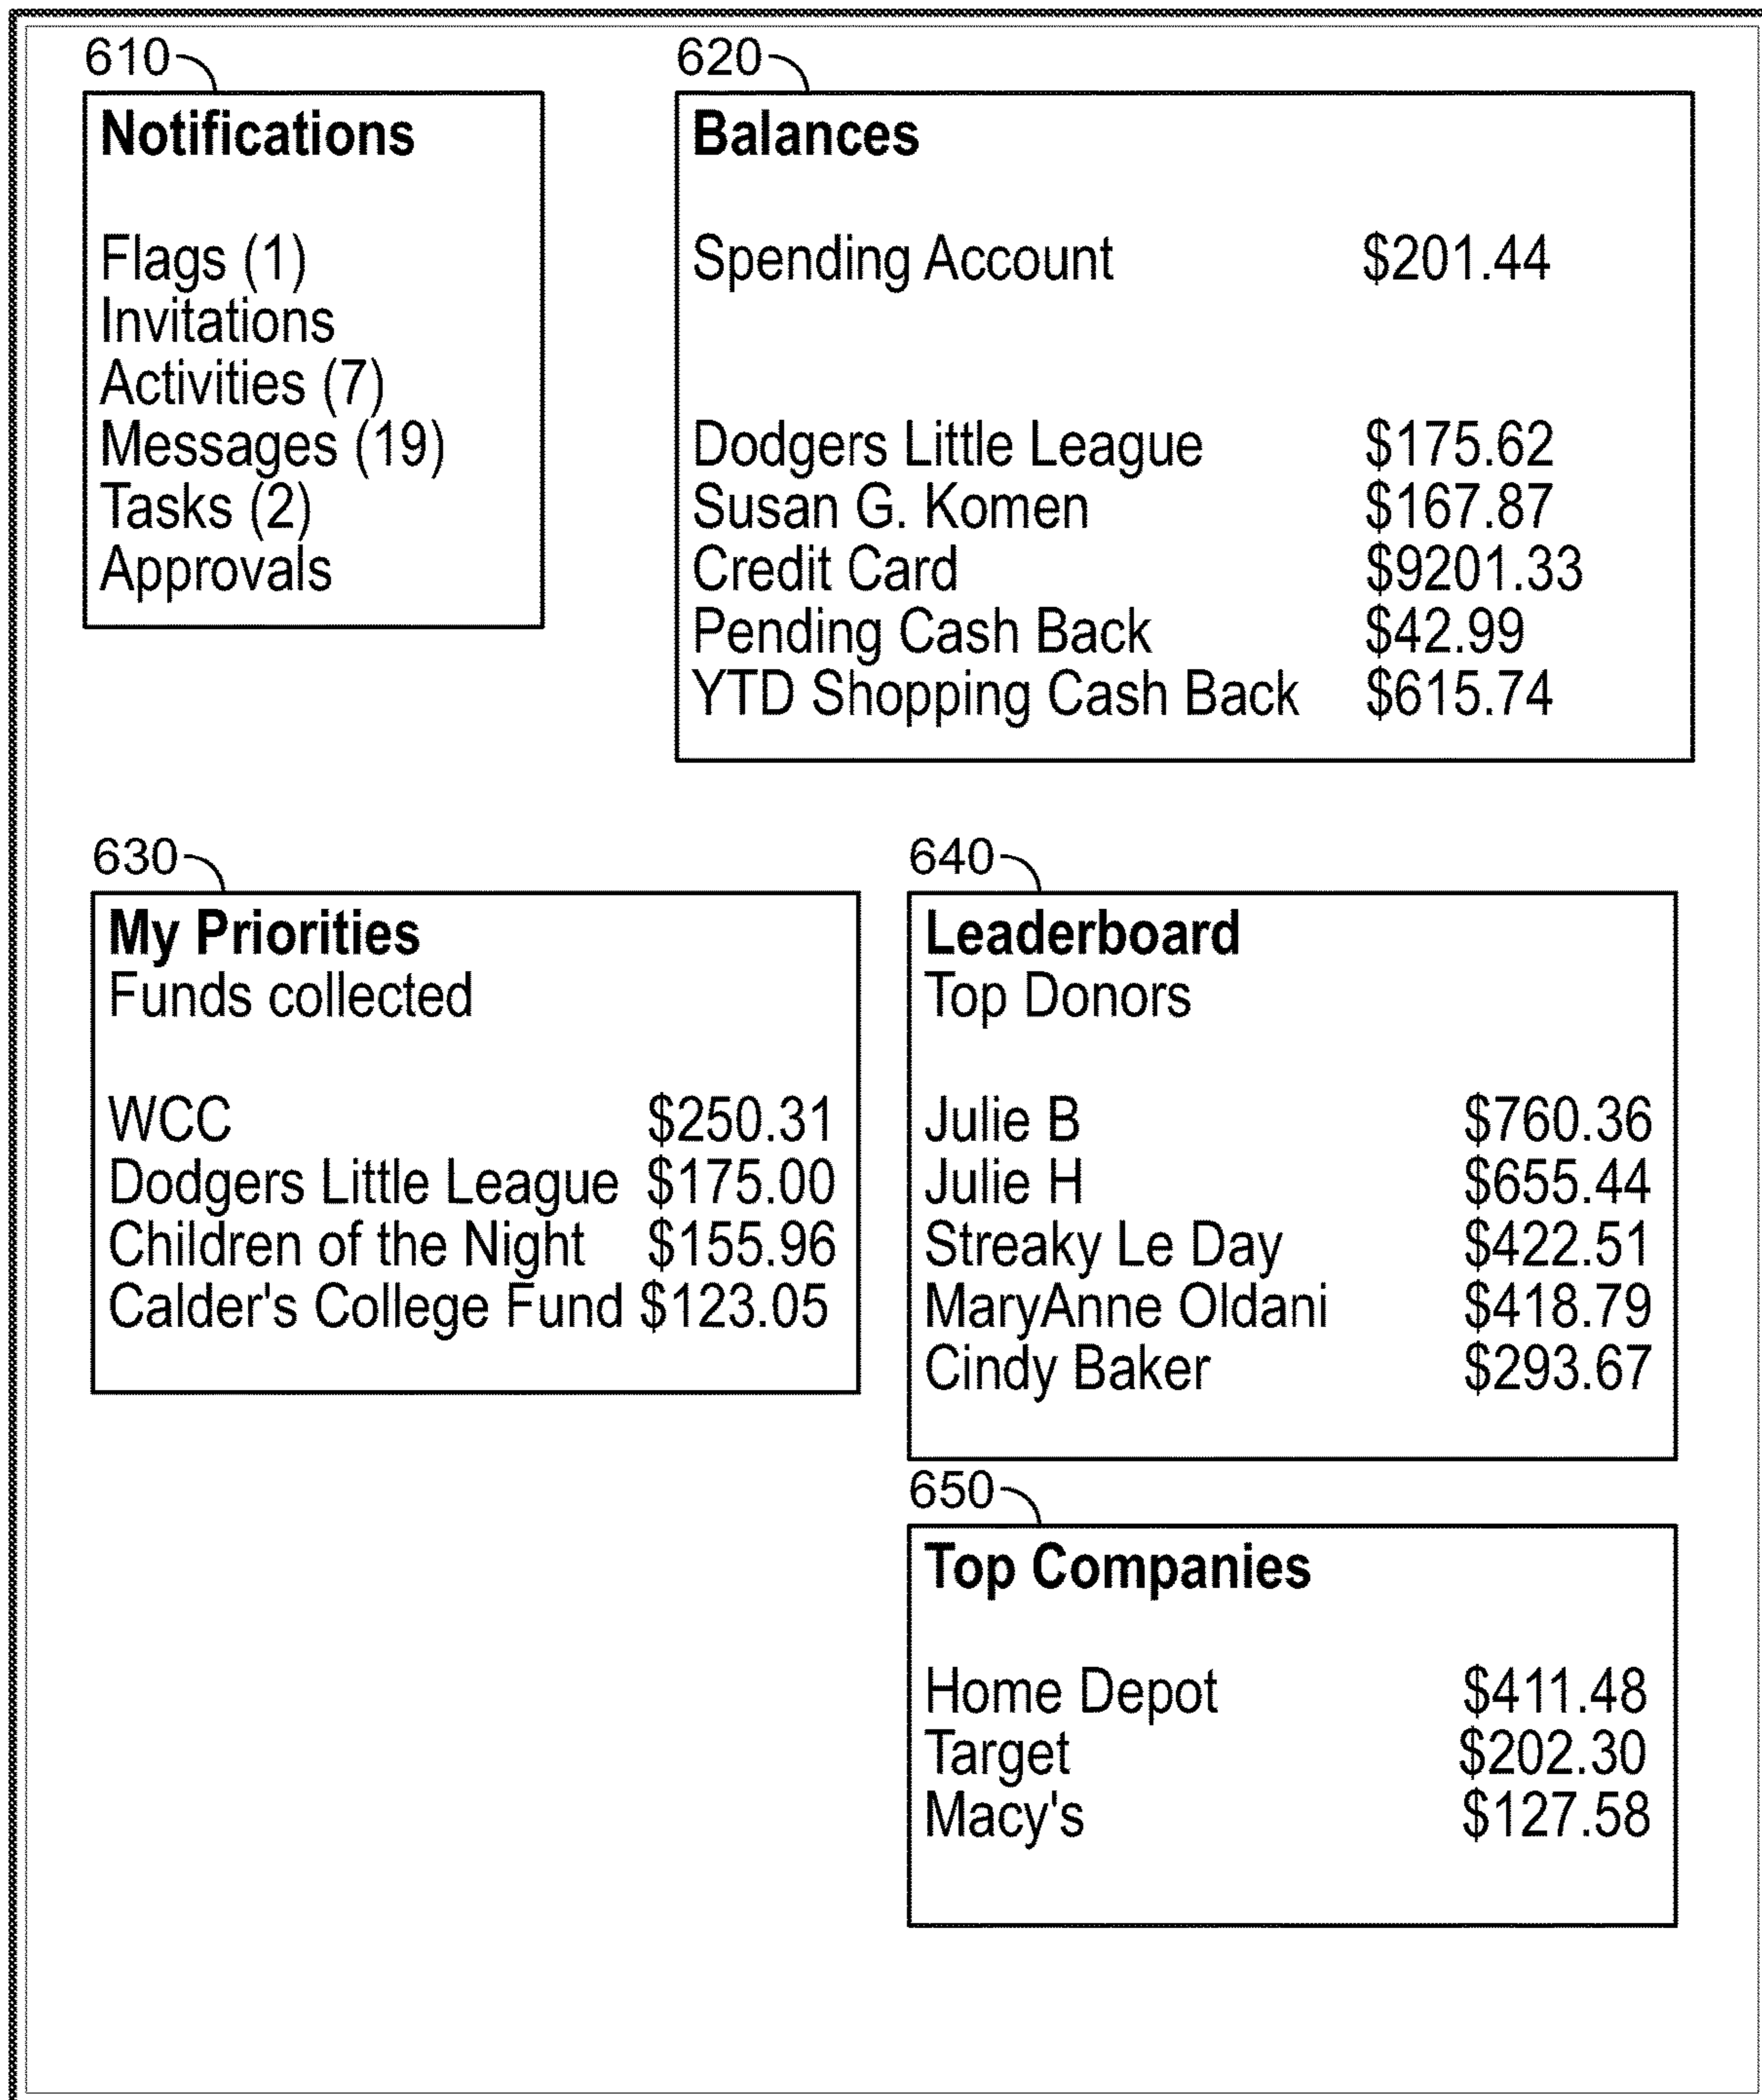 610
Notifications
Flags (1)
Invitations
Activities (7)
Messages (19)
Tasks (2)
Approvals
620
Balances
Spending Account $201.44
Dodgers Little League $175.62
Susan G. Komen $167.87
Credit Card $9201.33
Pending Cash Back $42.99
YTD Shopping Cash Back $615.74
630
My Priorities
Funds collected
WCC $250.31
Dodgers Little League $175.00
Children of the Night $155.96
Calder's College Fund $123.05
640
Leaderboard
Top Donors
Julie B $760.36
Julie H $655.44
Streaky Le Day $422.51
MaryAnne Oldani $418.79
Cindy Baker $293.67
650
Top Companies
Home Depot $411.48
Target $202.30
Macy's $127.58